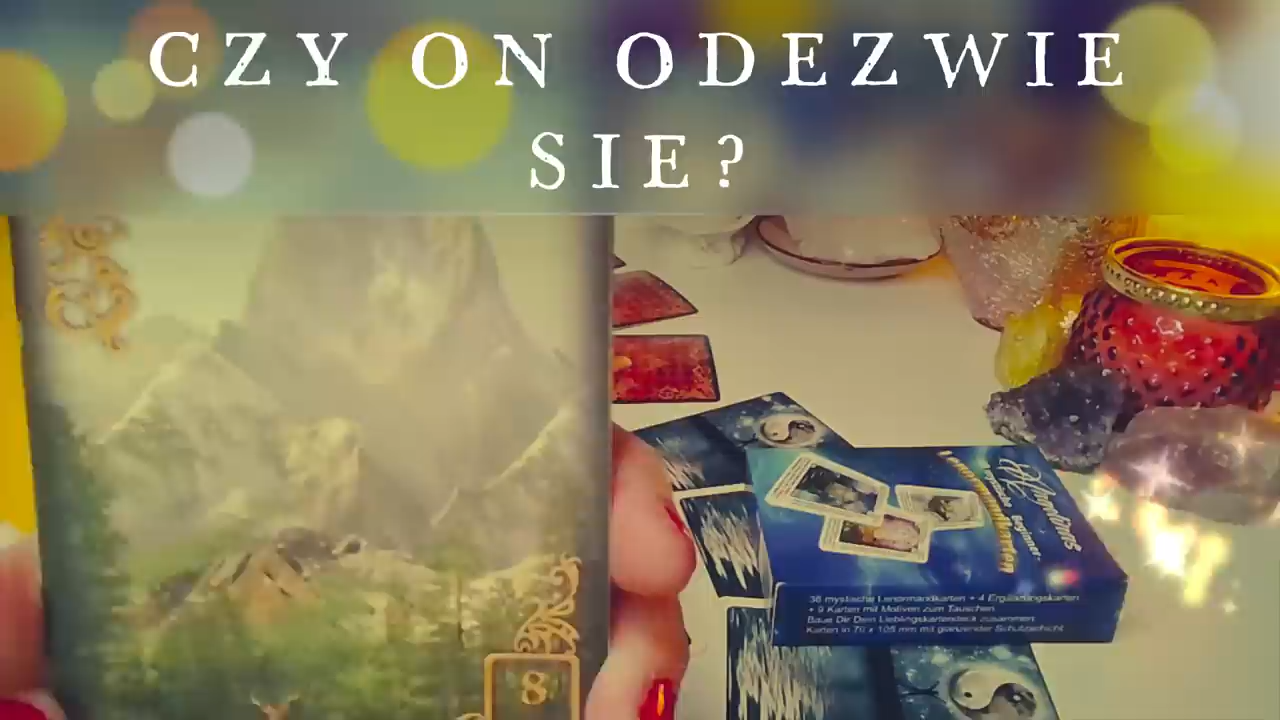 CZY ON ODEZWIE
SIE?
8
36 mystische Lenormandkarten + 4 Ergänzungskarten
+ 9 Karten mit Motiven zum Tauschen
Baue Dir Dein Lieblingskartendeck zusammen
Karten in 70 x 105 mm mit glänzender Schutzschicht